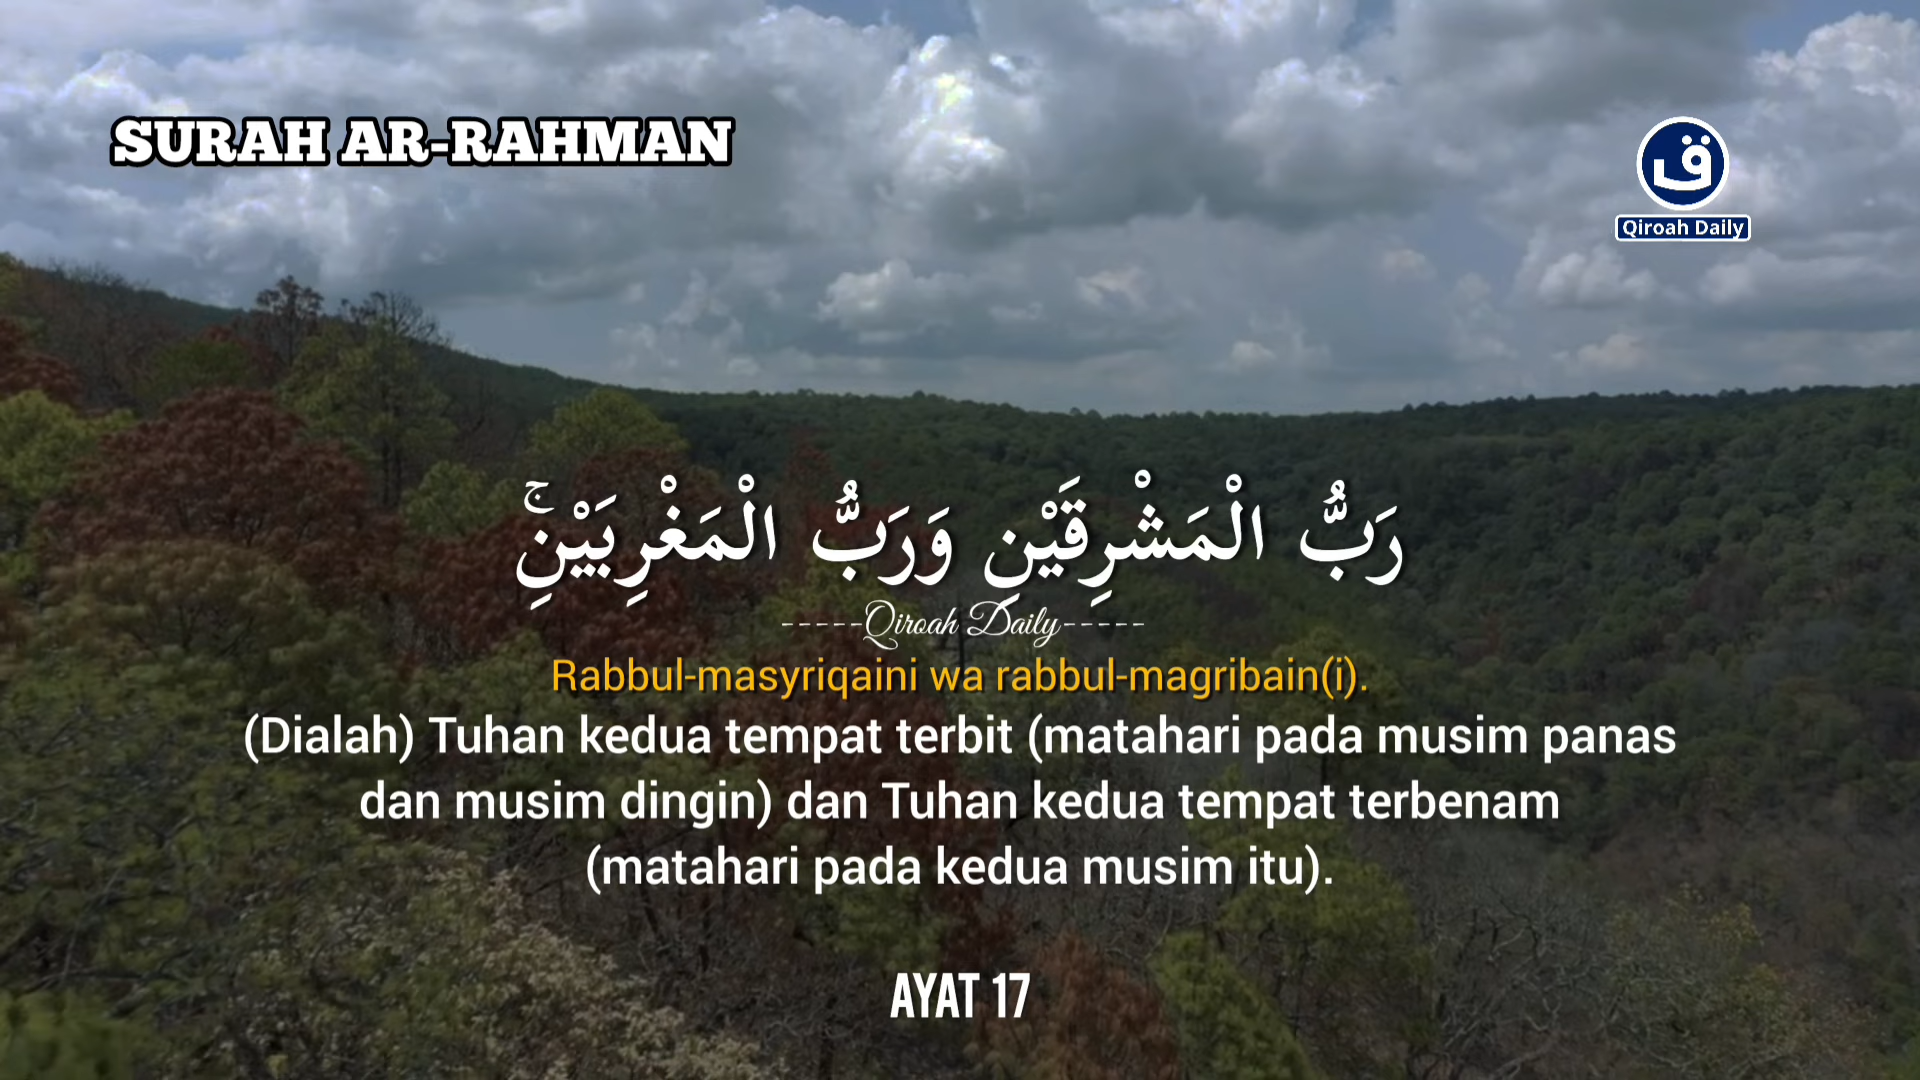 SURAH AR-RAHMAN
ق
Qiroah Daily
رَبُّ الْمَشْرِقَيْنِ وَرَبُّ الْمَغْرِبَيْنِۚ
-----Qiroah Daily-----
Rabbul-masyriqaini wa rabbul-magribain(i).
(Dialah) Tuhan kedua tempat terbit (matahari pada musim panas
dan musim dingin) dan Tuhan kedua tempat terbenam
(matahari pada kedua musim itu).
AYAT 17